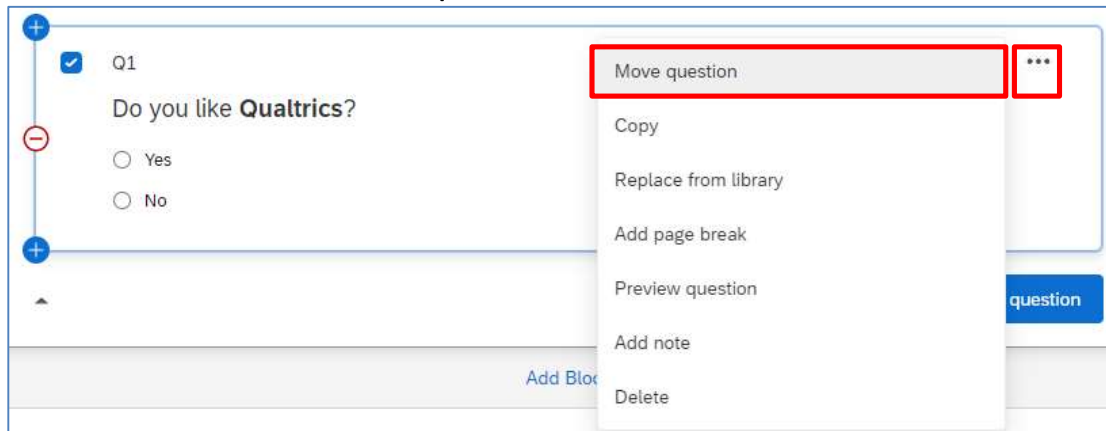 Q1
Do you like Qualtrics?
Yes
No
Move question
Copy
Replace from library
Add page break
Preview question
Add note
Delete
question
Add Bloc